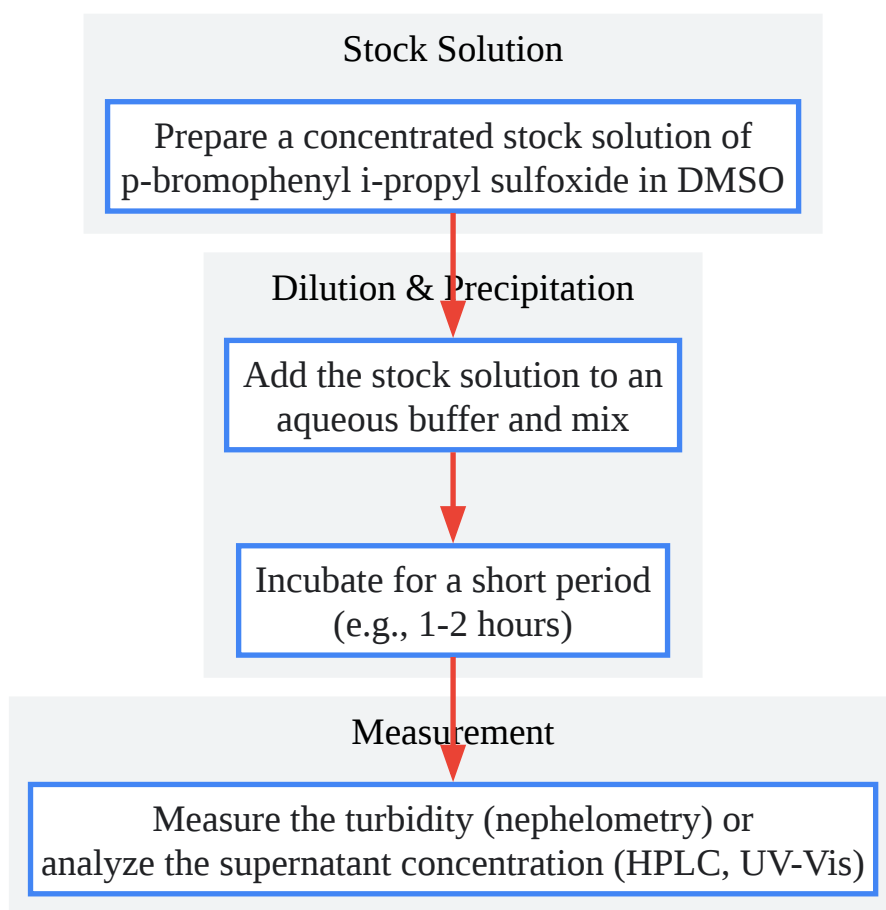 Stock Solution
Prepare a concentrated stock solution of
p-bromophenyl i-propyl sulfoxide in DMSO
Dilution & Precipitation
Add the stock solution to an
aqueous buffer and mix
Incubate for a short period
(e.g., 1-2 hours)
Measurement
Measure the turbidity (nephelometry) or
analyze the supernatant concentration (HPLC, UV-Vis)